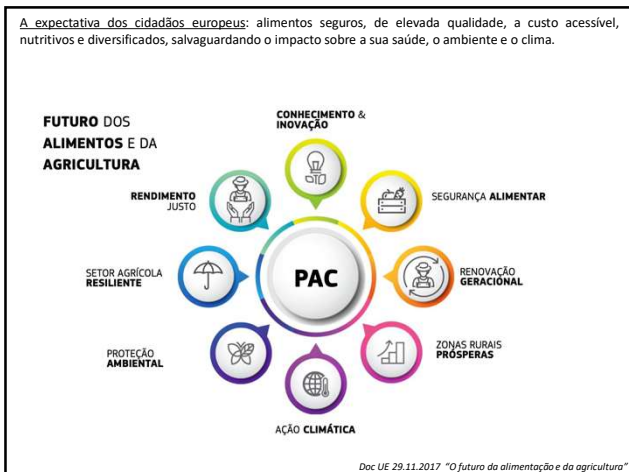 A expectativa dos cidadãos europeus: alimentos seguros, de elevada qualidade, a custo acessível,
nutritivos e diversificados, salvaguardando o impacto sobre a sua saúde, o ambiente e o clima.
FUTURO DOS
ALIMENTOS E DA
AGRICULTURA
CONHECIMENTO &
INOVAÇÃO
RENDIMENTO
JUSTO
SEGURANÇA ALIMENTAR
SETOR AGRÍCOLA
RESILIENTE
PAC
RENOVAÇÃO
GERACIONAL
PROTEÇÃO
AMBIENTAL
ZONAS RURAIS
PRÓSPERAS
AÇÃO CLIMÁTICA
Doc UE 29.11.2017 “O futuro da alimentação e da agricultura”